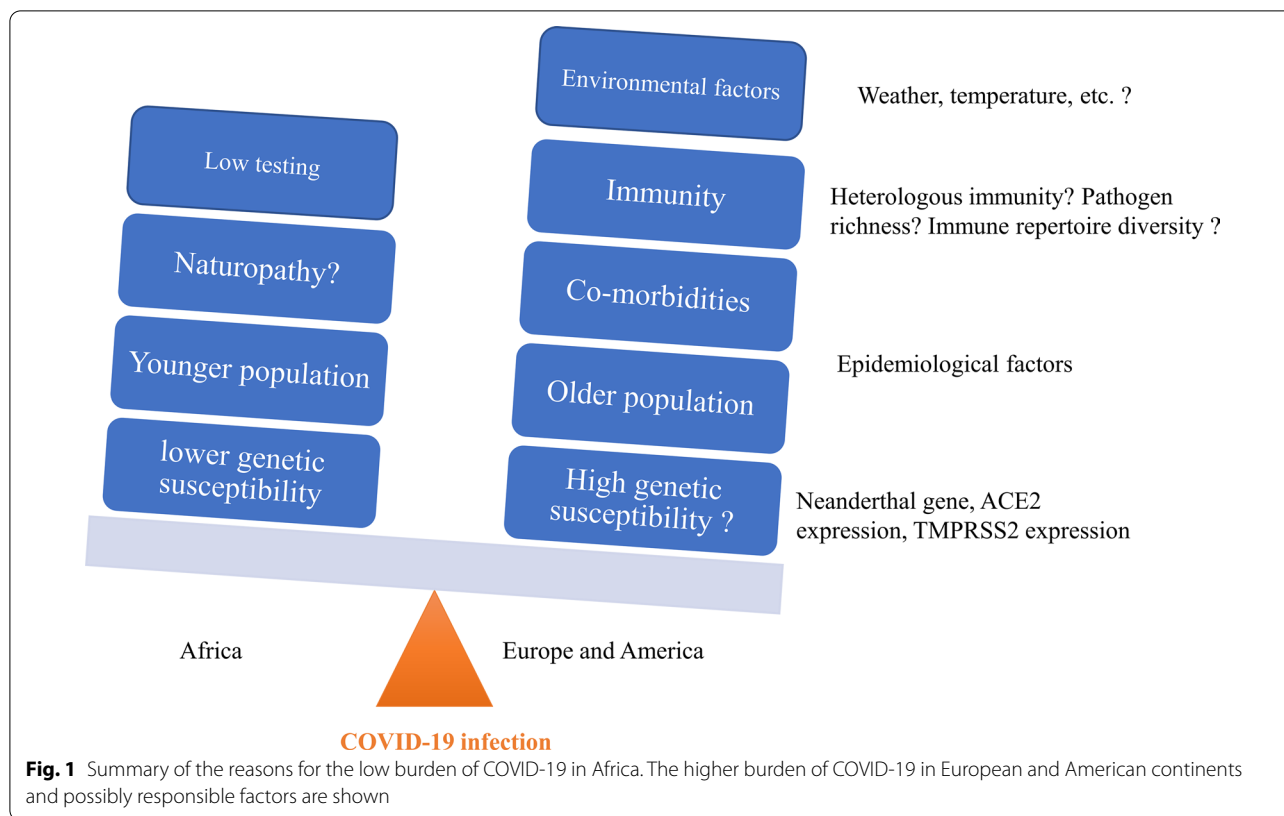 Low testing
Naturopathy?
Younger population
lower genetic
susceptibility
Environmental factors
Immunity
Co-morbidities
Older population
High genetic
susceptibility ?
Weather, temperature, etc. ?
Heterologous immunity? Pathogen
richness? Immune repertoire diversity ?
Epidemiological factors
Neanderthal gene, ACE2
expression, TMPRSS2 expression
Africa
Europe and America
COVID-19 infection
Fig. 1 Summary of the reasons for the low burden of COVID-19 in Africa. The higher burden of COVID-19 in European and American continents
and possibly responsible factors are shown